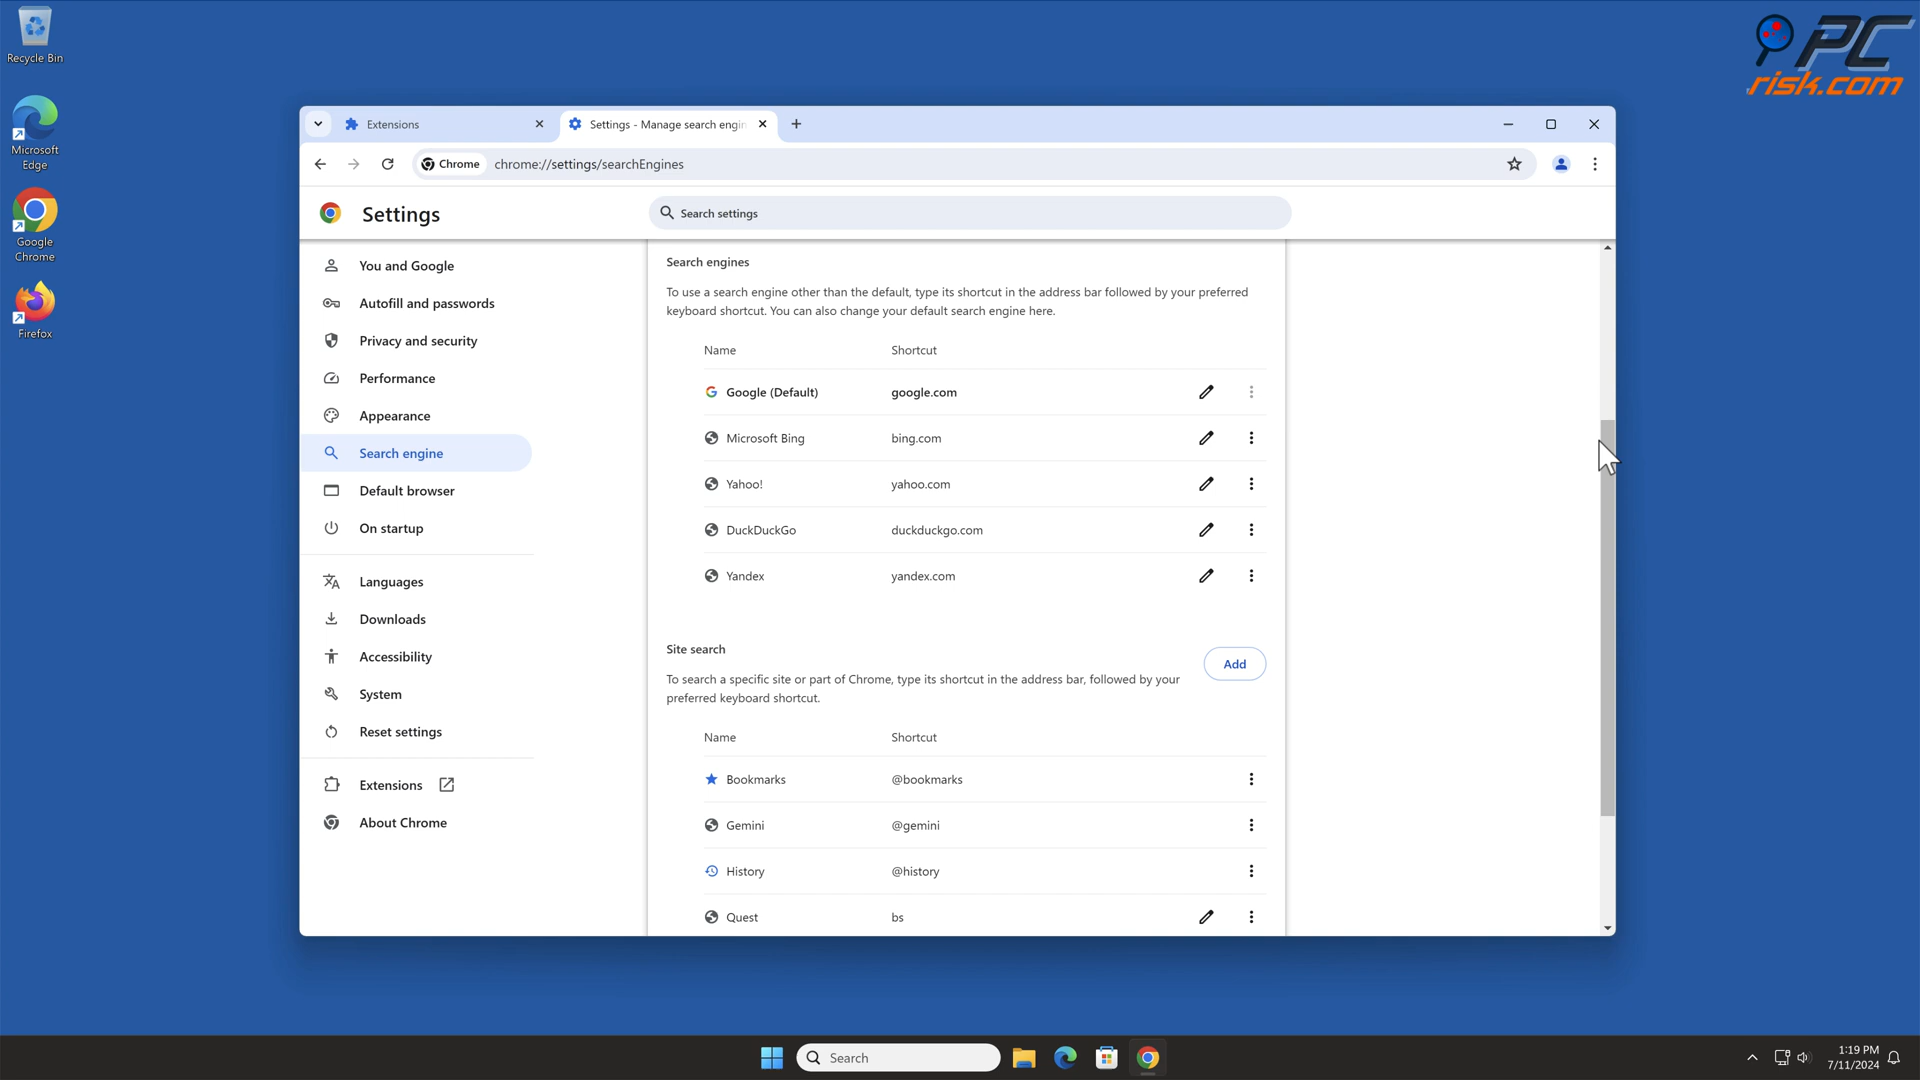 Recycle Bin
Microsoft
Edge
Google
Chrome
Firefox
PC
risk.com
Extensions
Settings - Manage search engin
Chrome
chrome://settings/searchEngines
Settings
Search settings
You and Google
Autofill and passwords
Privacy and security
Performance
Appearance
Search engine
Default browser
On startup
Languages
Downloads
Accessibility
System
Reset settings
Extensions
About Chrome
Search engines
To use a search engine other than the default, type its shortcut in the address bar followed by your preferred
keyboard shortcut. You can also change your default search engine here.
Name Shortcut
Google (Default) google.com
Microsoft Bing bing.com
Yahoo! yahoo.com
DuckDuckGo duckduckgo.com
Yandex yandex.com
Site search
Add
To search a specific site or part of Chrome, type its shortcut in the address bar, followed by your
preferred keyboard shortcut.
Name Shortcut
Bookmarks @bookmarks
Gemini @gemini
History @history
Quest bs
Search
1:19 PM
7/11/2024